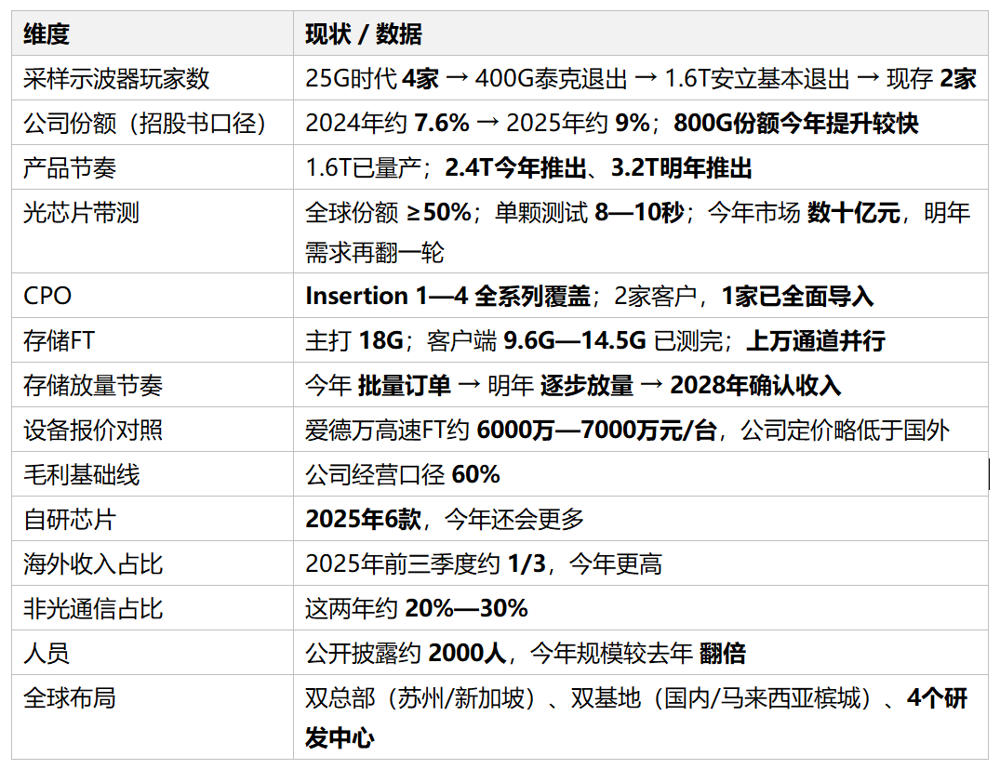 维度 现状 / 数据
采样示波器玩家数 25G时代 4家 → 400G泰克退出 → 1.6T安立基本退出 → 现存 2家
公司份额（招股书口径） 2024年约 7.6% → 2025年约 9%；800G份额今年提升较快
产品节奏 1.6T已量产；2.4T今年推出、3.2T明年推出
光芯片带测 全球份额 ≥50%；单颗测试 8—10秒；今年市场 数十亿元，明年
需求再翻一轮
CPO Insertion 1—4 全系列覆盖；2家客户，1家已全面导入
存储FT 主打 18G；客户端 9.6G—14.5G 已测完；上万通道并行
存储放量节奏 今年 批量订单 → 明年 逐步放量 → 2028年确认收入
设备报价对照 爱德万高速FT约 6000万—7000万元/台，公司定价略低于国外
毛利基础线 公司经营口径 60%
自研芯片 2025年6款，今年还会更多
海外收入占比 2025年前三季度约 1/3，今年更高
非光通信占比 这两年约 20%—30%
人员 公开披露约 2000人，今年规模较去年 翻倍
全球布局 双总部（苏州/新加坡）、双基地（国内/马来西亚槟城）、4个研
发中心